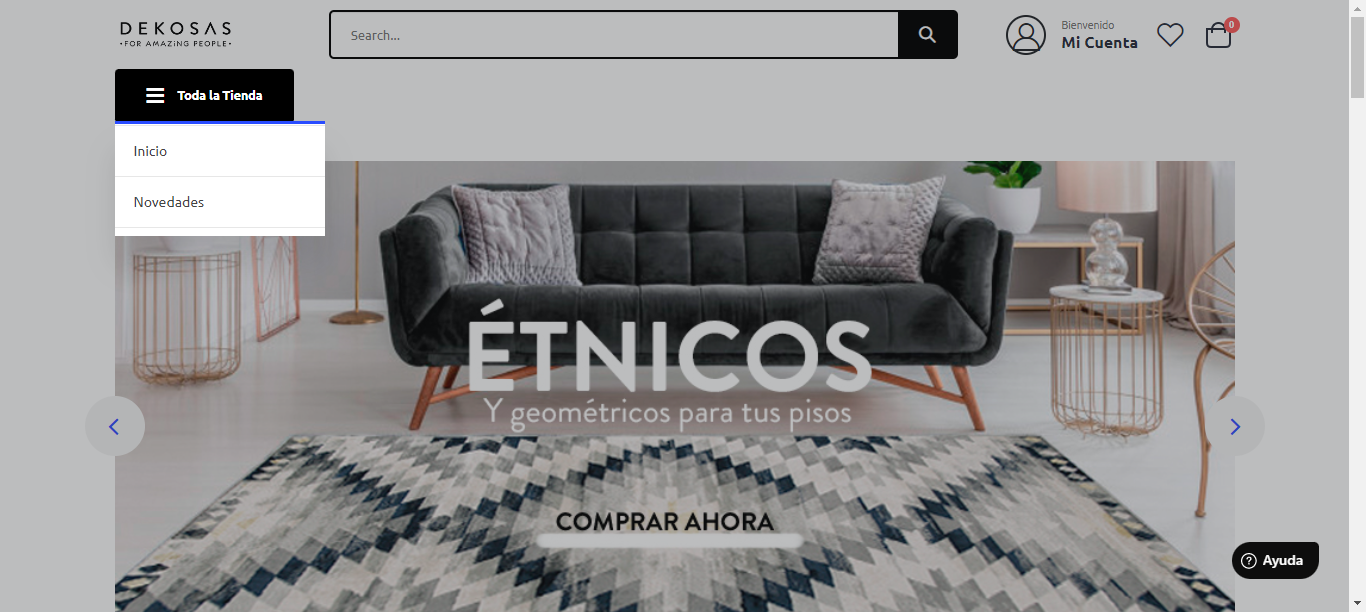 DEKOSAS
•FOR AMAZiNG PEOPLE•
Search...
Bienvenido
Mi Cuenta
0
Toda la Tienda
Inicio
Novedades
ÉTNICOS
Y geométricos para tus pisos
COMPRAR AHORA
Ayuda